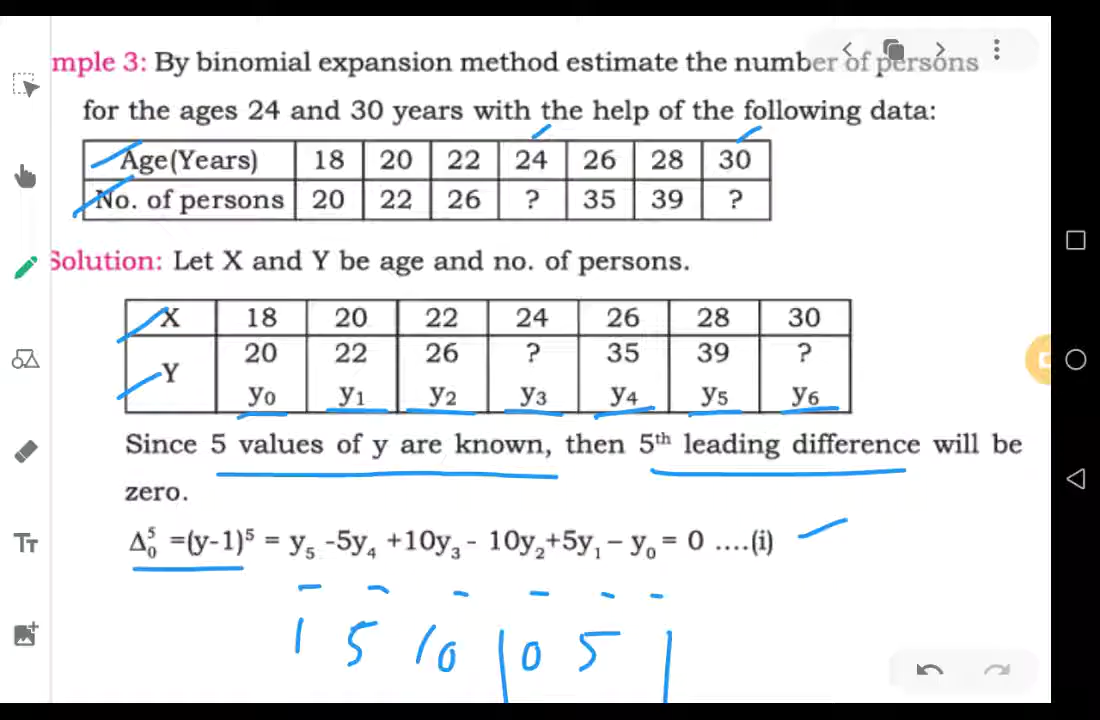 mple 3: By binomial expansion method estimate the number of persons
for the ages 24 and 30 years with the help of the following data:
Age(Years) 18 20 22 24 26 28 30
No. of persons 20 22 26 ? 35 39 ?
Solution: Let X and Y be age and no. of persons.
X 18 20 22 24 26 28 30
Y 20 22 26 ? 35 39 ?
y₀ y₁ y₂ y₃ y₄ y₅ y₆
Since 5 values of y are known, then 5ᵗʰ leading difference will be
zero.
Δ⁵₀ =(y-1)⁵ = y₅ -5y₄ +10y₃ - 10y₂+5y₁ – y₀ = 0 ....(i)
1 5 10 10 5 1
Tт